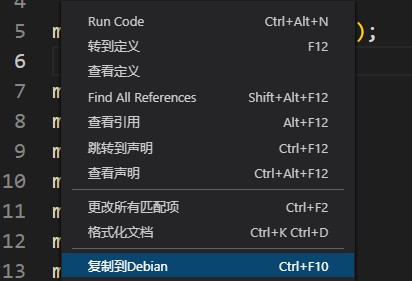 4
Run Code Ctrl+Alt+N
5 m );
转到定义 F12
6
查看定义
7 m
Find All References Shift+Alt+F12
8 m
查看引用 Alt+F12
9 m
跳转到声明 Ctrl+F12
查看声明 Ctrl+Alt+F12
10 m
更改所有匹配项 Ctrl+F2
11 m
格式化文档 Ctrl+K Ctrl+D
12 m
复制到Debian Ctrl+F10
13 m